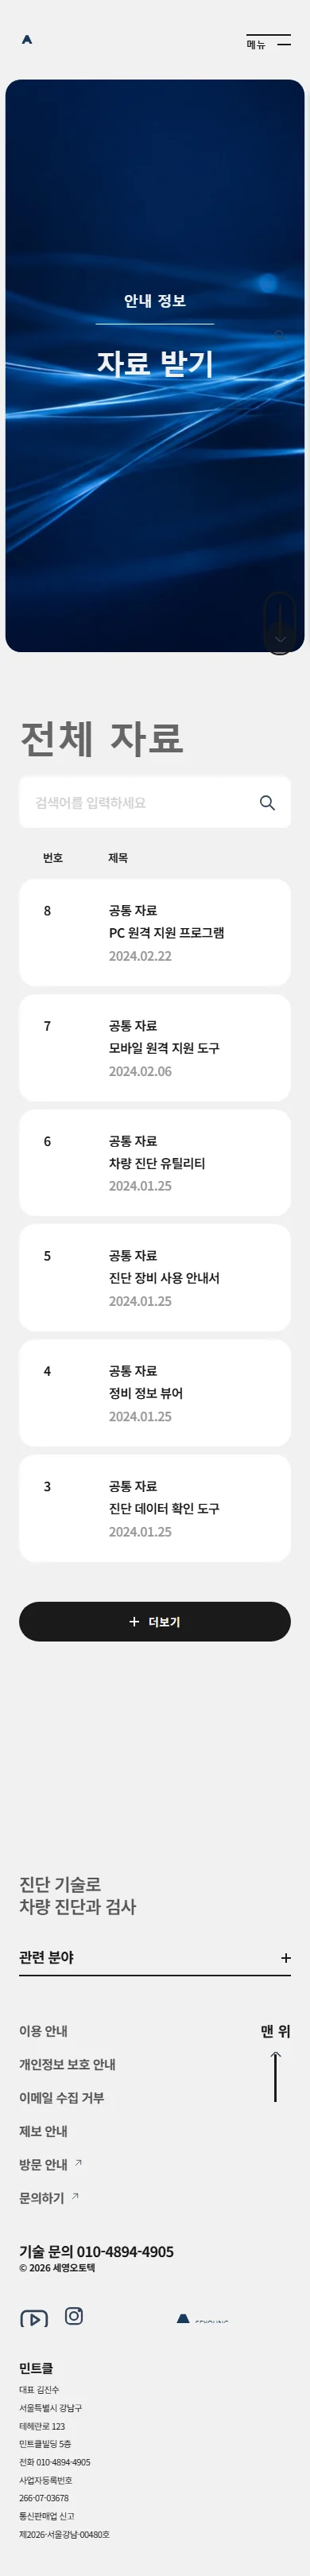 메뉴
안내 정보
자료 받기
전체 자료
검색어를 입력하세요
번호 제목
8 공통 자료
PC 원격 지원 프로그램
2024.02.22
7 공통 자료
모바일 원격 지원 도구
2024.02.06
6 공통 자료
차량 진단 유틸리티
2024.01.25
5 공통 자료
진단 장비 사용 안내서
2024.01.25
4 공통 자료
정비 정보 뷰어
2024.01.25
3 공통 자료
진단 데이터 확인 도구
2024.01.25
더보기
진단 기술로
차량 진단과 검사
관련 분야
이용 안내
맨 위
개인정보 보호 안내
이메일 수집 거부
제보 안내
방문 안내
문의하기
기술 문의 010-4894-4905
© 2026 세영오토텍
민트클
대표 김진수
서울특별시 강남구
테헤란로 123
민트클빌딩 5층
전화 010-4894-4905
사업자등록번호
266-07-03678
통신판매업 신고
제2026-서울강남-00480호